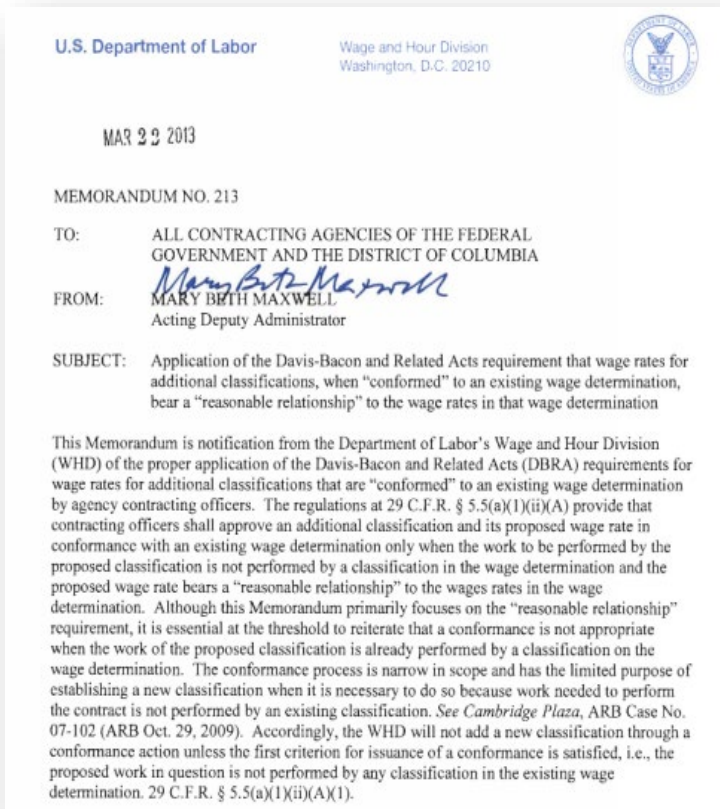 U.S. Department of Labor
Wage and Hour Division
Washington, D.C. 20210
DEPARTMENT OF LABOR
UNITED STATES OF AMERICA
MAR 22 2013
MEMORANDUM NO. 213
TO: ALL CONTRACTING AGENCIES OF THE FEDERAL
GOVERNMENT AND THE DISTRICT OF COLUMBIA
Mary Beth Maxwell
FROM: MARY BETH MAXWELL
Acting Deputy Administrator
SUBJECT: Application of the Davis-Bacon and Related Acts requirement that wage rates for
additional classifications, when “conformed” to an existing wage determination,
bear a “reasonable relationship” to the wage rates in that wage determination
This Memorandum is notification from the Department of Labor’s Wage and Hour Division
(WHD) of the proper application of the Davis-Bacon and Related Acts (DBRA) requirements for
wage rates for additional classifications that are “conformed” to an existing wage determination
by agency contracting officers. The regulations at 29 C.F.R. § 5.5(a)(1)(ii)(A) provide that
contracting officers shall approve an additional classification and its proposed wage rate in
conformance with an existing wage determination only when the work to be performed by the
proposed classification is not performed by a classification in the wage determination and the
proposed wage rate bears a “reasonable relationship” to the wages rates in the wage
determination. Although this Memorandum primarily focuses on the “reasonable relationship”
requirement, it is essential at the threshold to reiterate that a conformance is not appropriate
when the work of the proposed classification is already performed by a classification on the
wage determination. The conformance process is narrow in scope and has the limited purpose of
establishing a new classification when it is necessary to do so because work needed to perform
the contract is not performed by an existing classification. See Cambridge Plaza, ARB Case No.
07-102 (ARB Oct. 29, 2009). Accordingly, the WHD will not add a new classification through a
conformance action unless the first criterion for issuance of a conformance is satisfied, i.e., the
proposed work in question is not performed by any classification in the existing wage
determination. 29 C.F.R. § 5.5(a)(1)(ii)(A)(1).